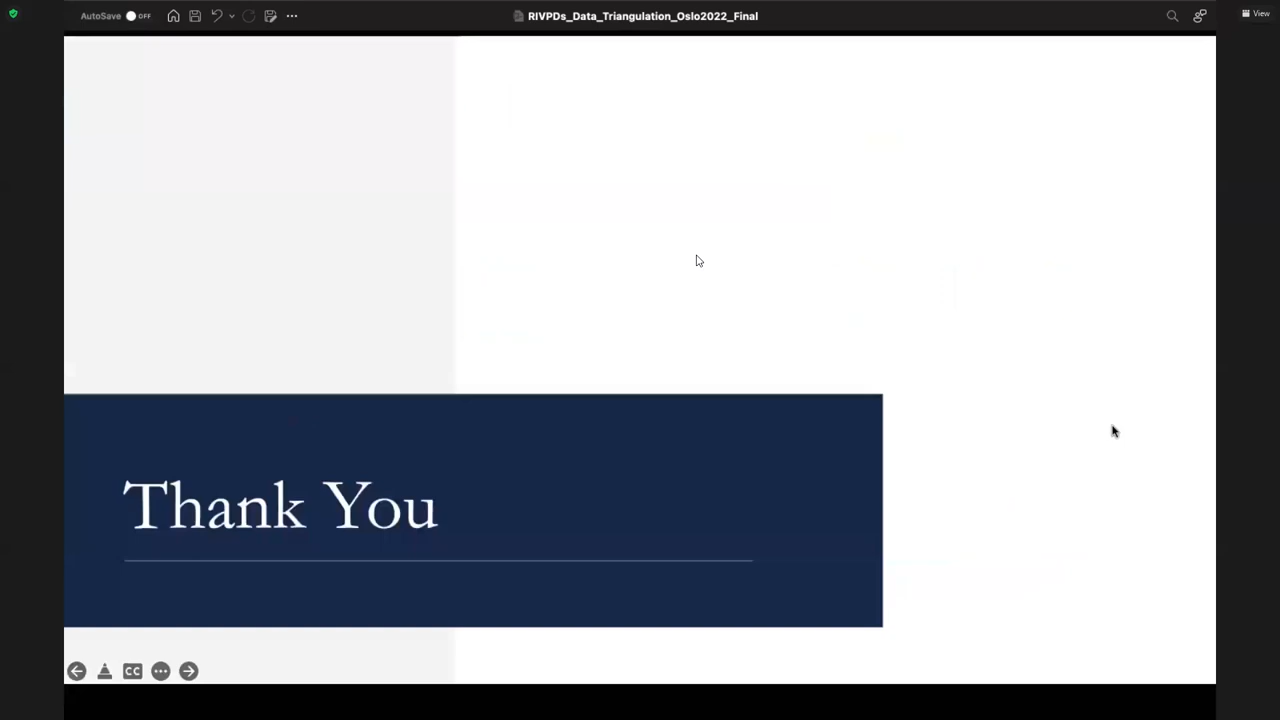 AutoSave OFF
RIVPDs_Data_Triangulation_Oslo2022_Final
View
Thank You
CC